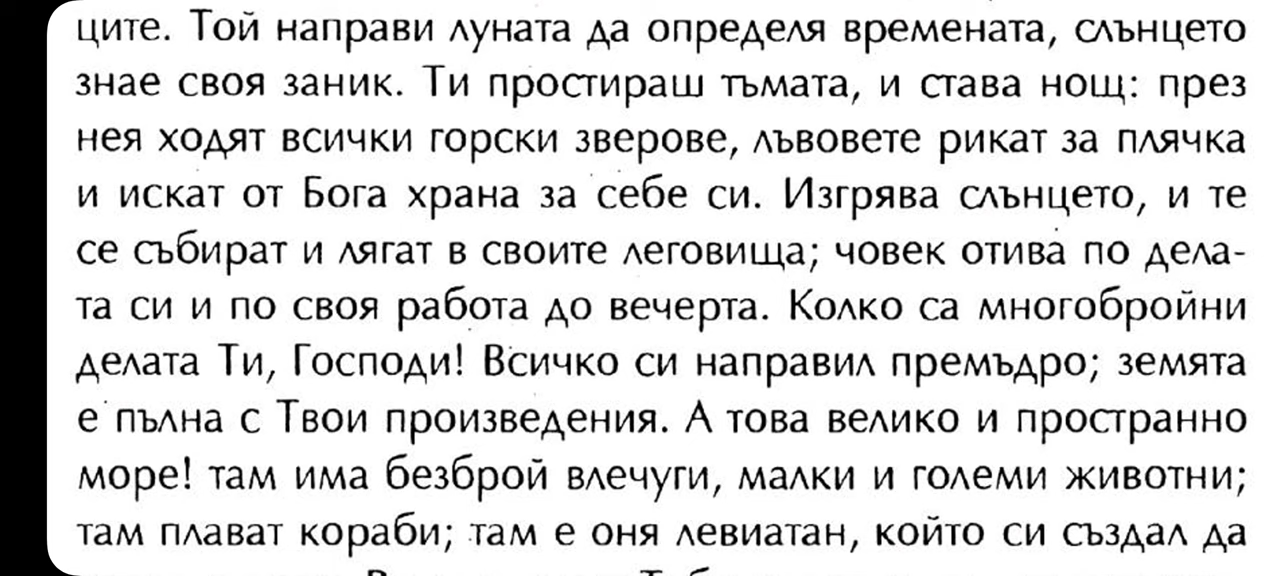 ците. Той направи луната да определя времената, слънцето
знае своя заник. Ти простираш тъмата, и става нощ: през
нея ходят всички горски зверове, лъвовете рикат за плячка
и искат от Бога храна за себе си. Изгрява слънцето, и те
се събират и лягат в своите леговища; човек отива по дела-
та си и по своя работа до вечерта. Колко са многобройни
делата Ти, Господи! Всичко си направил премъдро; земята
е пълна с Твои произведения. А това велико и пространно
море! там има безброй влечуги, малки и големи животни;
там плават кораби; там е оня левиатан, който си създал да